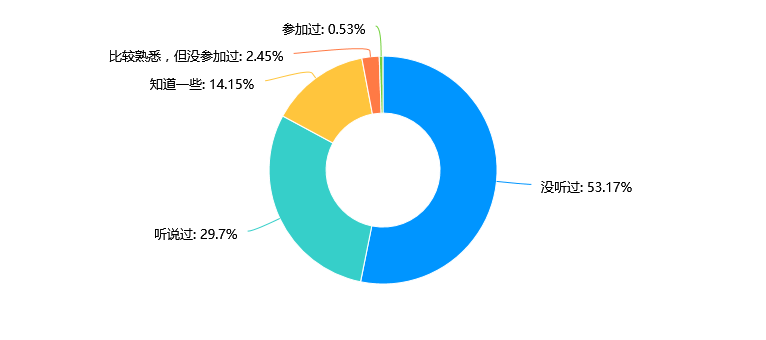 参加过: 0.53%
比较熟悉，但没参加过: 2.45%
知道一些: 14.15%
没听过: 53.17%
听说过: 29.7%